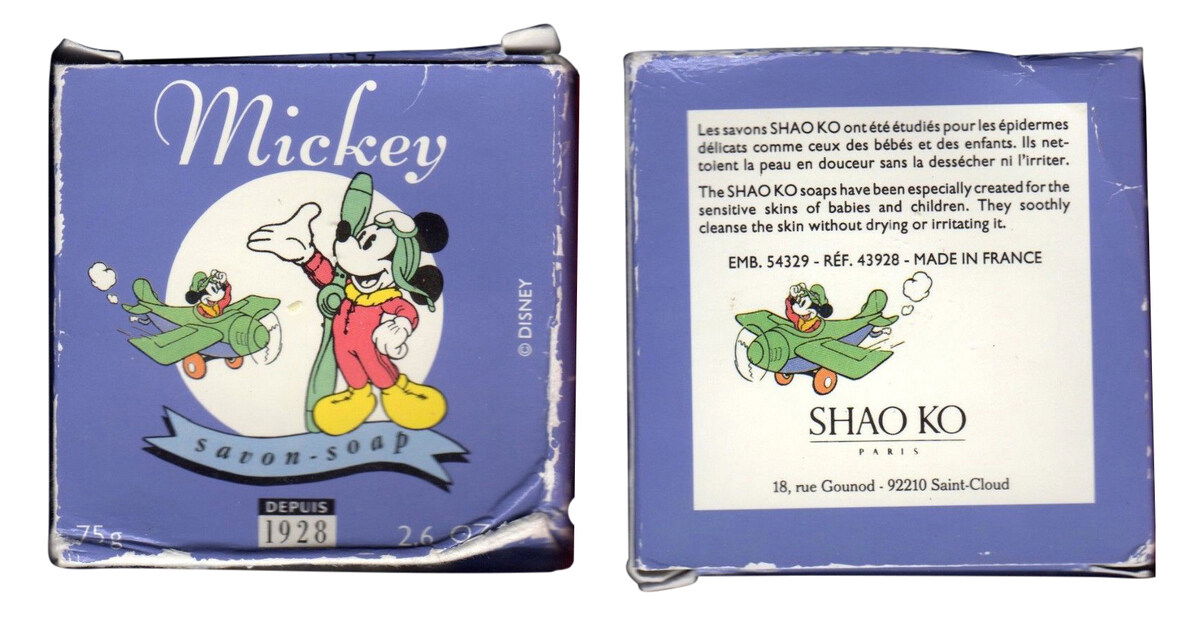 Mickey
© DISNEY
savon-soap
DEPUIS
1928
75g
2.6 OZ
Les savons SHAO KO ont été étudiés pour les épidermes
délicats comme ceux des bébés et des enfants. Ils net-
toient la peau en douceur sans la dessécher ni l'irriter.
The SHAO KO soaps have been especially created for the
sensitive skins of babies and children. They soothly
cleanse the skin without drying or irritating it.
EMB. 54329 - RÉF. 43928 - MADE IN FRANCE
SHAO KO
PARIS
18, rue Gounod - 92210 Saint-Cloud